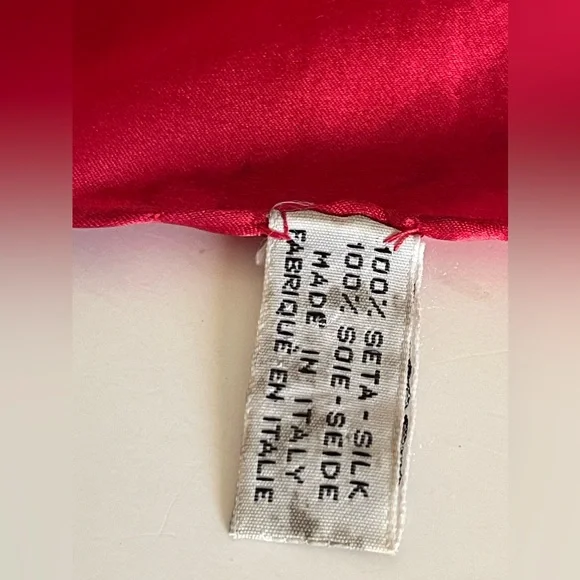 100% SETA - SILK
100% SOIE - SEIDE
MADE IN ITALY
FABRIQUÉ EN ITALIE